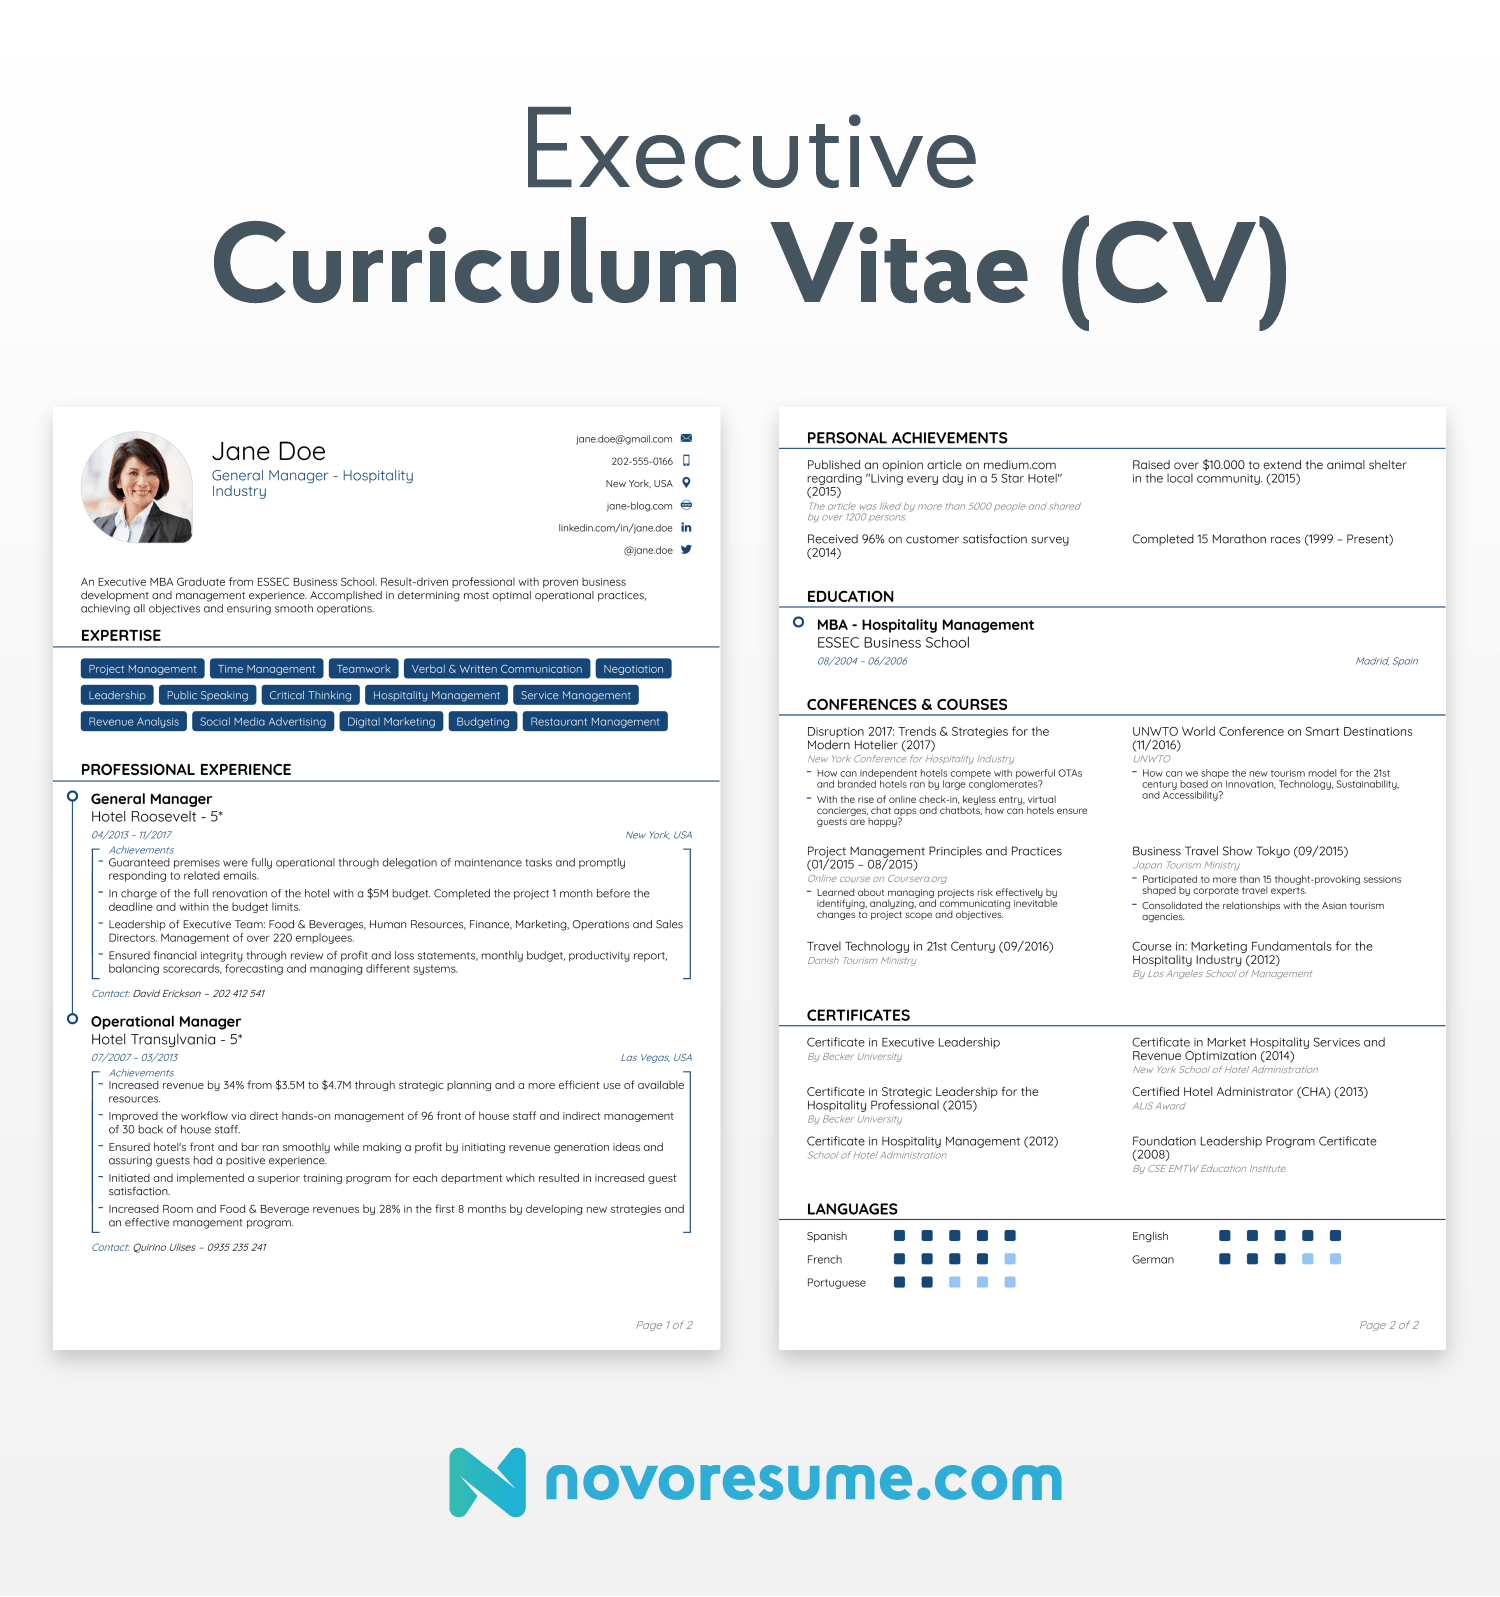 Executive
Curriculum Vitae (CV)
Jane Doe
General Manager - Hospitality
Industry
jane.doe@gmail.com
202-555-0166
New York, USA
jane-blog.com
linkedin.com/in/jane.doe
@jane.doe
An Executive MBA Graduate from ESSEC Business School. Result-driven professional with proven business
development and management experience. Accomplished in determining most optimal operational practices,
achieving all objectives and ensuring smooth operations.
EXPERTISE
Project Management Time Management Teamwork Verbal & Written Communication Negotiation
Leadership Public Speaking Critical Thinking Hospitality Management Service Management
Revenue Analysis Social Media Advertising Digital Marketing Budgeting Restaurant Management
PROFESSIONAL EXPERIENCE
General Manager
Hotel Roosevelt - 5*
04/2013 – 11/2017 New York, USA
Achievements
- Guaranteed premises were fully operational through delegation of maintenance tasks and promptly
responding to related emails.
- In charge of the full renovation of the hotel with a $5M budget. Completed the project 1 month before the
deadline and within the budget limits.
- Leadership of Executive Team: Food & Beverages, Human Resources, Finance, Marketing, Operations and Sales
Directors. Management of over 220 employees.
- Ensured financial integrity through review of profit and loss statements, monthly budget, productivity report,
balancing scorecards, forecasting and managing different systems.
Contact: David Erickson – 202 412 541
Operational Manager
Hotel Transylvania - 5*
07/2007 – 03/2013 Las Vegas, USA
Achievements
- Increased revenue by 34% from $3.5M to $4.7M through strategic planning and a more efficient use of available
resources.
- Improved the workflow via direct hands-on management of 96 front of house staff and indirect management
of 30 back of house staff.
- Ensured hotel's front and bar ran smoothly while making a profit by initiating revenue generation ideas and
assuring guests had a positive experience.
- Initiated and implemented a superior training program for each department which resulted in increased guest
satisfaction.
- Increased Room and Food & Beverage revenues by 28% in the first 8 months by developing new strategies and
an effective management program.
Contact: Quirino Ulises – 0935 235 241
Page 1 of 2
PERSONAL ACHIEVEMENTS
Published an opinion article on medium.com
regarding "Living every day in a 5 Star Hotel"
(2015)
The article was liked by more than 5000 people and shared
by over 1200 persons.
Raised over $10.000 to extend the animal shelter
in the local community. (2015)
Received 96% on customer satisfaction survey
(2014)
Completed 15 Marathon races (1999 – Present)
EDUCATION
MBA - Hospitality Management
ESSEC Business School
08/2004 – 06/2006 Madrid, Spain
CONFERENCES & COURSES
Disruption 2017: Trends & Strategies for the
Modern Hotelier (2017)
New York Conference for Hospitality Industry
- How can independent hotels compete with powerful OTAs
and branded hotels ran by large conglomerates?
- With the rise of online check-in, keyless entry, virtual
concierges, chat apps and chatbots, how can hotels ensure
guests are happy?
UNWTO World Conference on Smart Destinations
(11/2016)
UNWTO
- How can we shape the new tourism model for the 21st
century based on Innovation, Technology, Sustainability,
and Accessibility?
Project Management Principles and Practices
(01/2015 – 08/2015)
Online course on Coursera.org
- Learned about managing projects risk effectively by
identifying, analyzing, and communicating inevitable
changes to project scope and objectives.
Business Travel Show Tokyo (09/2015)
Japan Tourism Ministry
- Participated to more than 15 thought-provoking sessions
shaped by corporate travel experts.
- Consolidated the relationships with the Asian tourism
agencies.
Travel Technology in 21st Century (09/2016)
Danish Tourism Ministry
Course in: Marketing Fundamentals for the
Hospitality Industry (2012)
By Los Angeles School of Management
CERTIFICATES
Certificate in Executive Leadership
By Becker University
Certificate in Market Hospitality Services and
Revenue Optimization (2014)
New York School of Hotel Administration
Certificate in Strategic Leadership for the
Hospitality Professional (2015)
By Becker University
Certified Hotel Administrator (CHA) (2013)
ALIS Award
Certificate in Hospitality Management (2012)
School of Hotel Administration
Foundation Leadership Program Certificate
(2008)
By CSE EMTW Education Institute
LANGUAGES
Spanish
English
French
German
Portuguese
Page 2 of 2
novoresume.com